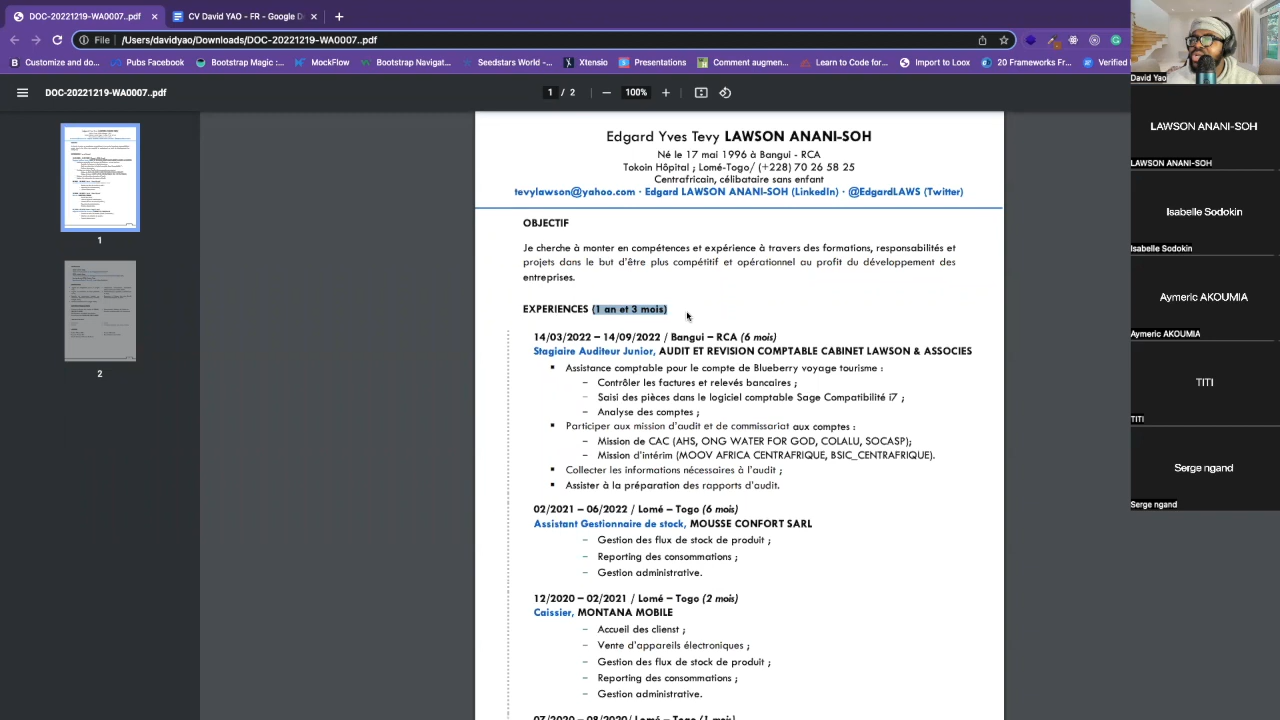 DOC-20221219-WA0007..pdf
CV David YAO - FR - Google D
File
/Users/davidyao/Downloads/DOC-20221219-WA0007..pdf
Customize and do...
Pubs Facebook
Bootstrap Magic :...
MockFlow
Bootstrap Navigat...
Seedstars World -...
Xtensio
Presentations
Comment augmen...
Learn to Code for...
Import to Loox
20 Frameworks Fr...
Verified
DOC-20221219-WA0007..pdf
1 / 2
100%
1
2
Edgard Yves Tevy LAWSON ANANI-SOH
Né le 17 mai 1996 à Bangui - RCA
Tokoin Hôpital ; Lomé-Togo/ (+228) 70 26 58 25
Centrafricain, célibataire sans enfant
tevylawson@yahoo.com · Edgard LAWSON ANANI-SOH (LinkedIn) · @EdgardLAWS (Twitter)
OBJECTIF
Je cherche à monter en compétences et expérience à travers des formations, responsabilités et
projets dans le but d'être plus compétitif et opérationnel au profit du développement des
entreprises.
EXPERIENCES (1 an et 3 mois)
14/03/2022 – 14/09/2022 / Bangui – RCA (6 mois)
Stagiaire Auditeur Junior, AUDIT ET REVISION COMPTABLE CABINET LAWSON & ASSOCIES
▪ Assistance comptable pour le compte de Blueberry voyage tourisme :
– Contrôler les factures et relevés bancaires ;
– Saisi des pièces dans le logiciel comptable Sage Compatibilité i7 ;
– Analyse des comptes ;
▪ Participer aux mission d'audit et de commissariat aux comptes :
– Mission de CAC (AHS, ONG WATER FOR GOD, COLALU, SOCASP);
– Mission d'intérim (MOOV AFRICA CENTRAFRIQUE, BSIC_CENTRAFRIQUE).
▪ Collecter les informations nécessaires à l'audit ;
▪ Assister à la préparation des rapports d'audit.
02/2021 – 06/2022 / Lomé – Togo (6 mois)
Assistant Gestionnaire de stock, MOUSSE CONFORT SARL
– Gestion des flux de stock de produit ;
– Reporting des consommations ;
– Gestion administrative.
12/2020 – 02/2021 / Lomé – Togo (2 mois)
Caissier, MONTANA MOBILE
– Accueil des clienst ;
– Vente d'appareils électroniques ;
– Gestion des flux de stock de produit ;
– Reporting des consommations ;
– Gestion administrative.
07/2020 – 08/2020/ Lomé – Togo (1 mois)
David Yao
LAWSON ANANI-SOH
LAWSON ANANI-SOH
Isabelle Sodokin
Isabelle Sodokin
Aymeric AKOUMIA
Aymeric AKOUMIA
TITI
TITI
Serge ngand
Serge ngand